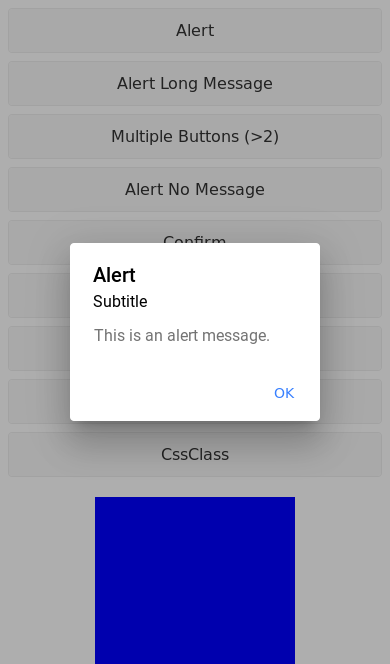 Alert
Alert Long Message
Multiple Buttons (>2)
Alert No Message
Confirm
Alert
Subtitle
This is an alert message.
OK
CssClass